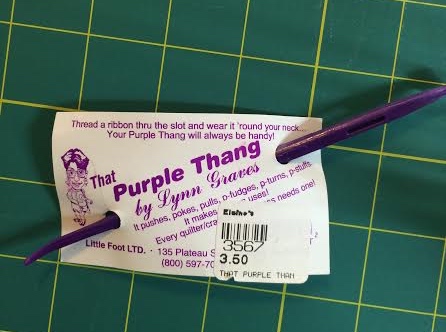 Thread a ribbon thru the slot and wear it 'round your neck...
Your Purple Thang will always be handy!
That Purple Thang
by Lynn Graves
It pushes, pokes, pulls, p-fudges, p-turns, p-stuffs
It makes uses!
Every quilter/cra needs one!
Little Foot LTD. • 135 Plateau S
(800) 597-70
Elaine's
3567
3.50
THAT PURPLE THAN